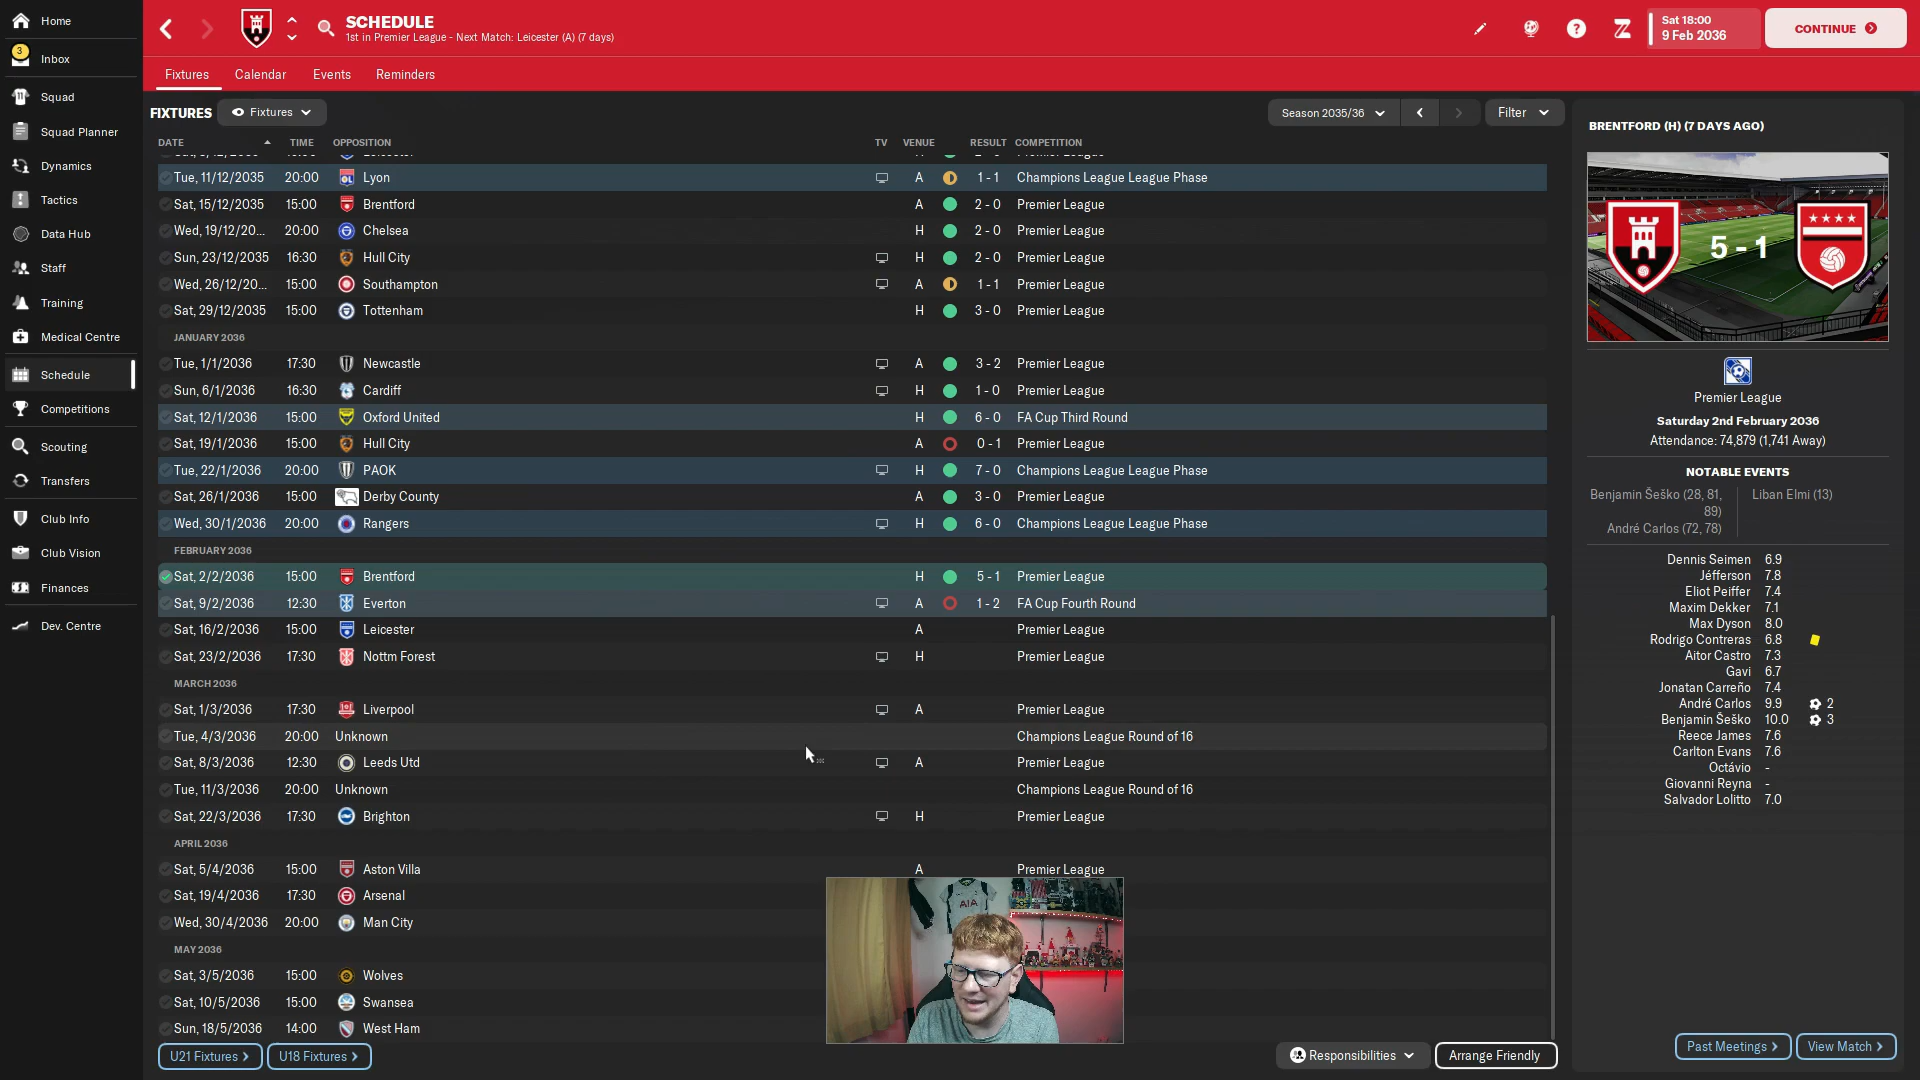 Home
3
Inbox
Squad
Squad Planner
Dynamics
Tactics
Data Hub
Staff
Training
Medical Centre
Schedule
Competitions
Scouting
Transfers
Club Info
Club Vision
Finances
Dev. Centre
SCHEDULE
1st in Premier League - Next Match: Leicester (A) (7 days)
Sat 18:00
9 Feb 2036
CONTINUE
Fixtures Calendar Events Reminders
FIXTURES Fixtures Season 2035/36 Filter
DATE TIME OPPOSITION TV VENUE RESULT COMPETITION
Tue, 11/12/2035 20:00 Lyon A 1 - 1 Champions League League Phase
Sat, 15/12/2035 15:00 Brentford A 2 - 0 Premier League
Wed, 19/12/20... 20:00 Chelsea H 2 - 0 Premier League
Sun, 23/12/2035 16:30 Hull City H 2 - 0 Premier League
Wed, 26/12/20... 15:00 Southampton A 1 - 1 Premier League
Sat, 29/12/2035 15:00 Tottenham H 3 - 0 Premier League
JANUARY 2036
Tue, 1/1/2036 17:30 Newcastle A 3 - 2 Premier League
Sun, 6/1/2036 16:30 Cardiff H 1 - 0 Premier League
Sat, 12/1/2036 15:00 Oxford United H 6 - 0 FA Cup Third Round
Sat, 19/1/2036 15:00 Hull City A 0 - 1 Premier League
Tue, 22/1/2036 20:00 PAOK H 7 - 0 Champions League League Phase
Sat, 26/1/2036 15:00 Derby County A 3 - 0 Premier League
Wed, 30/1/2036 20:00 Rangers H 6 - 0 Champions League League Phase
FEBRUARY 2036
Sat, 2/2/2036 15:00 Brentford H 5 - 1 Premier League
Sat, 9/2/2036 12:30 Everton A 1 - 2 FA Cup Fourth Round
Sat, 16/2/2036 15:00 Leicester A Premier League
Sat, 23/2/2036 17:30 Nottm Forest H Premier League
MARCH 2036
Sat, 1/3/2036 17:30 Liverpool A Premier League
Tue, 4/3/2036 20:00 Unknown Champions League Round of 16
Sat, 8/3/2036 12:30 Leeds Utd A Premier League
Tue, 11/3/2036 20:00 Unknown Champions League Round of 16
Sat, 22/3/2036 17:30 Brighton H Premier League
APRIL 2036
Sat, 5/4/2036 15:00 Aston Villa A Premier League
Sat, 19/4/2036 17:30 Arsenal
Wed, 30/4/2036 20:00 Man City
MAY 2036
Sat, 3/5/2036 15:00 Wolves
Sat, 10/5/2036 15:00 Swansea
Sun, 18/5/2036 14:00 West Ham
AIA
U21 Fixtures U18 Fixtures Responsibilities Arrange Friendly
BRENTFORD (H) (7 DAYS AGO)
5 - 1
Premier League
Saturday 2nd February 2036
Attendance: 74,879 (1,741 Away)
NOTABLE EVENTS
Benjamin Šeško (28, 81, Liban Elmi (13)
89)
André Carlos (72, 78)
Dennis Seimen 6.9
Jéfferson 7.8
Eliot Peiffer 7.4
Maxim Dekker 7.1
Max Dyson 8.0
Rodrigo Contreras 6.8
Aitor Castro 7.3
Gavi 6.7
Jonatan Carreño 7.4
André Carlos 9.9 2
Benjamin Šeško 10.0 3
Reece James 7.6
Carlton Evans 7.6
Octávio -
Giovanni Reyna -
Salvador Lolitto 7.0
Past Meetings View Match